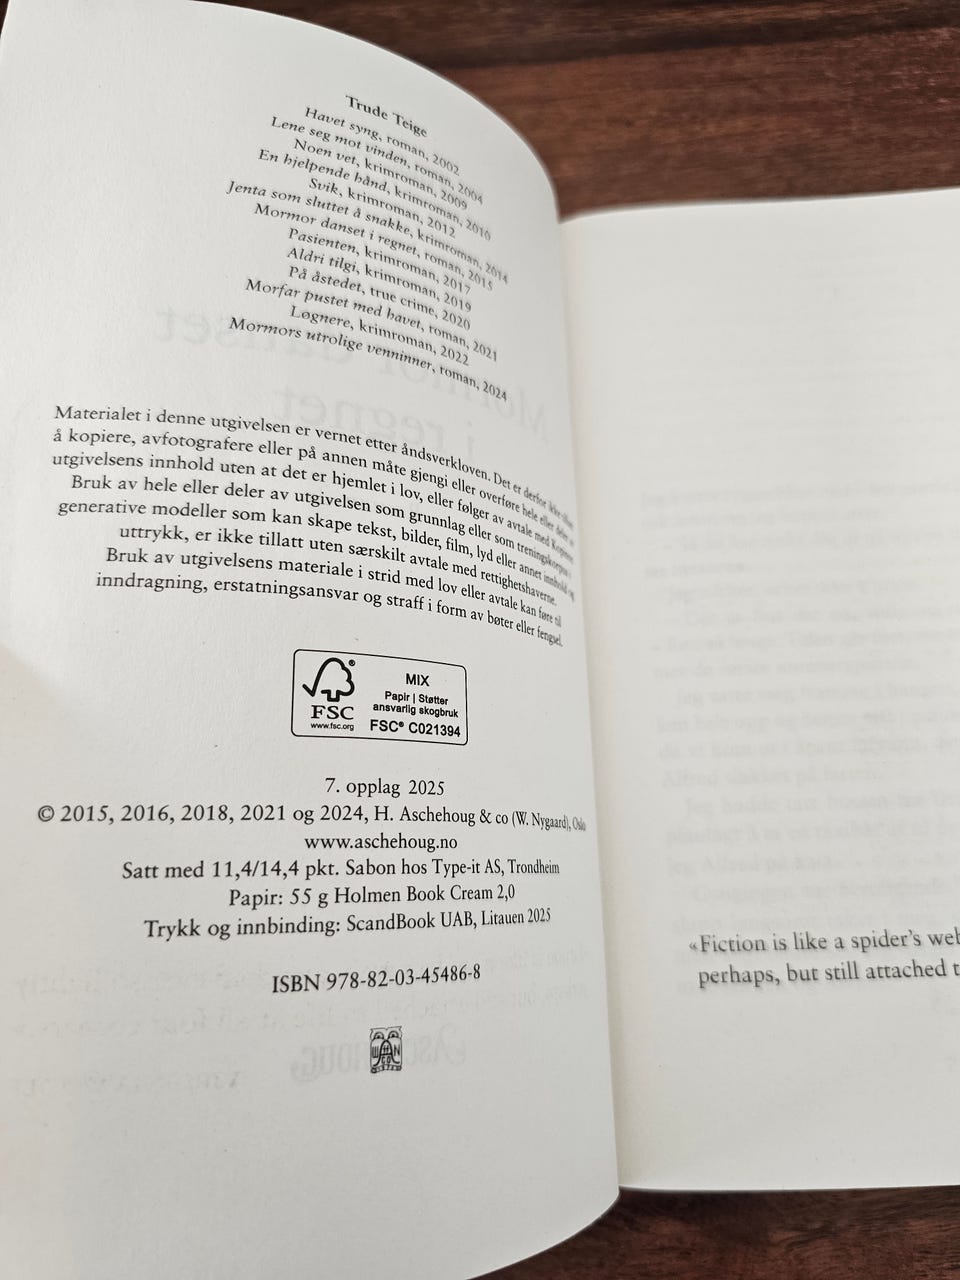 Trude Teige
Havet syng, roman, 2002
Lene seg mot vinden, roman, 2004
Noen vet, krimroman, 2009
En hjelpende hånd, krimroman, 2010
Svik, krimroman, 2012
Jenta som sluttet å snakke, krimroman, 2014
Mormor danset i regnet, roman, 2015
Pasienten, krimroman, 2017
Aldri tilgi, krimroman, 2019
På åstedet, true crime, 2020
Morfar pustet med havet, roman, 2021
Løgnere, krimroman, 2022
Mormors utrolige venninner, roman, 2024
Materialet i denne utgivelsen er vernet etter åndsverkloven. Det er derfor ikke
å kopiere, avfotografere eller på annen måte gjengi eller overføre hele eller deler av
utgivelsens innhold uten at det er hjemlet i lov, eller følger av avtale med Kopinor.
Bruk av hele eller deler av utgivelsen som grunnlag eller som treningskorpus i
generative modeller som kan skape tekst, bilder, film, lyd eller annet innhold og
uttrykk, er ikke tillatt uten særskilt avtale med rettighetshaverne.
Bruk av utgivelsens materiale i strid med lov eller avtale kan føre til
inndragning, erstatningsansvar og straff i form av bøter eller fengsel.
FSC®
www.fsc.org
MIX
Papir | Støtter
ansvarlig skogbruk
FSC® C021394
7. opplag 2025
© 2015, 2016, 2018, 2021 og 2024, H. Aschehoug & co (W. Nygaard), Oslo
www.aschehoug.no
Satt med 11,4/14,4 pkt. Sabon hos Type-it AS, Trondheim
Papir: 55 g Holmen Book Cream 2,0
Trykk og innbinding: ScandBook UAB, Litauen 2025
ISBN 978-82-03-45486-8
«Fiction is like a spider's web
perhaps, but still attached t